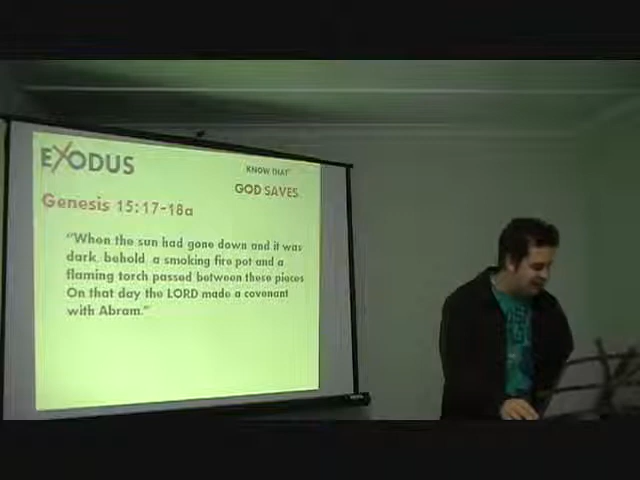 EXODUS
KNOW THAT
GOD SAVES.
Genesis 15:17-18a
"When the sun had gone down and it was
dark, behold, a smoking fire pot and a
flaming torch passed between these pieces
On that day the LORD made a covenant
with Abram."